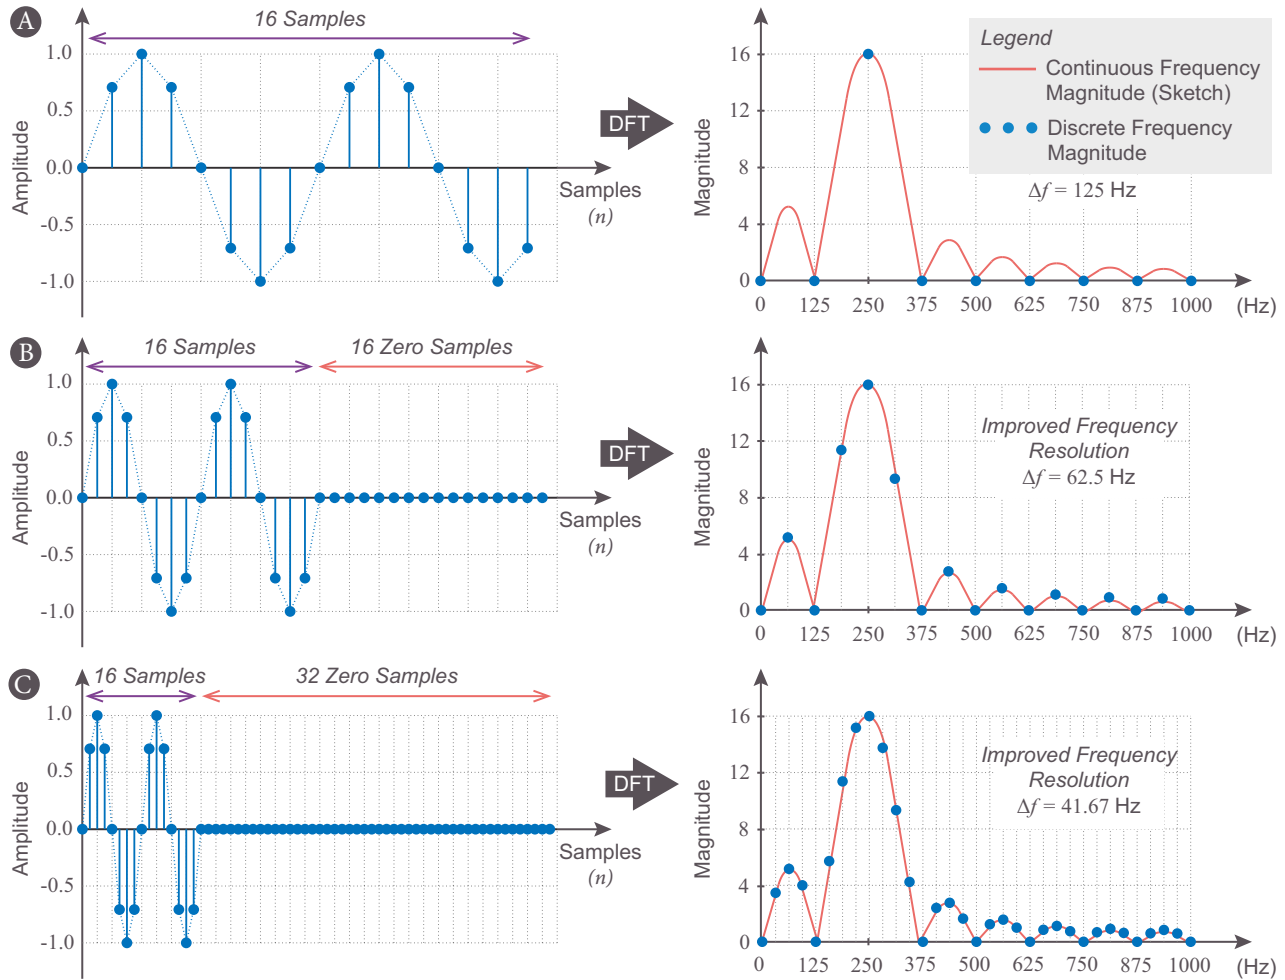 A
16 Samples
1.0
0.5
0.0
-0.5
-1.0
Amplitude
Samples
(n)
DFT
16
12
8
4
0
Magnitude
0 125 250 375 500 625 750 875 1000 (Hz)
Legend
Continuous Frequency
Magnitude (Sketch)
Discrete Frequency
Magnitude
Δf = 125 Hz
B
16 Samples
16 Zero Samples
1.0
0.5
0.0
-0.5
-1.0
Amplitude
Samples
(n)
DFT
16
12
8
4
0
Magnitude
0 125 250 375 500 625 750 875 1000 (Hz)
Improved Frequency
Resolution
Δf = 62.5 Hz
C
16 Samples
32 Zero Samples
1.0
0.5
0.0
-0.5
-1.0
Amplitude
Samples
(n)
DFT
16
12
8
4
0
Magnitude
0 125 250 375 500 625 750 875 1000 (Hz)
Improved Frequency
Resolution
Δf = 41.67 Hz